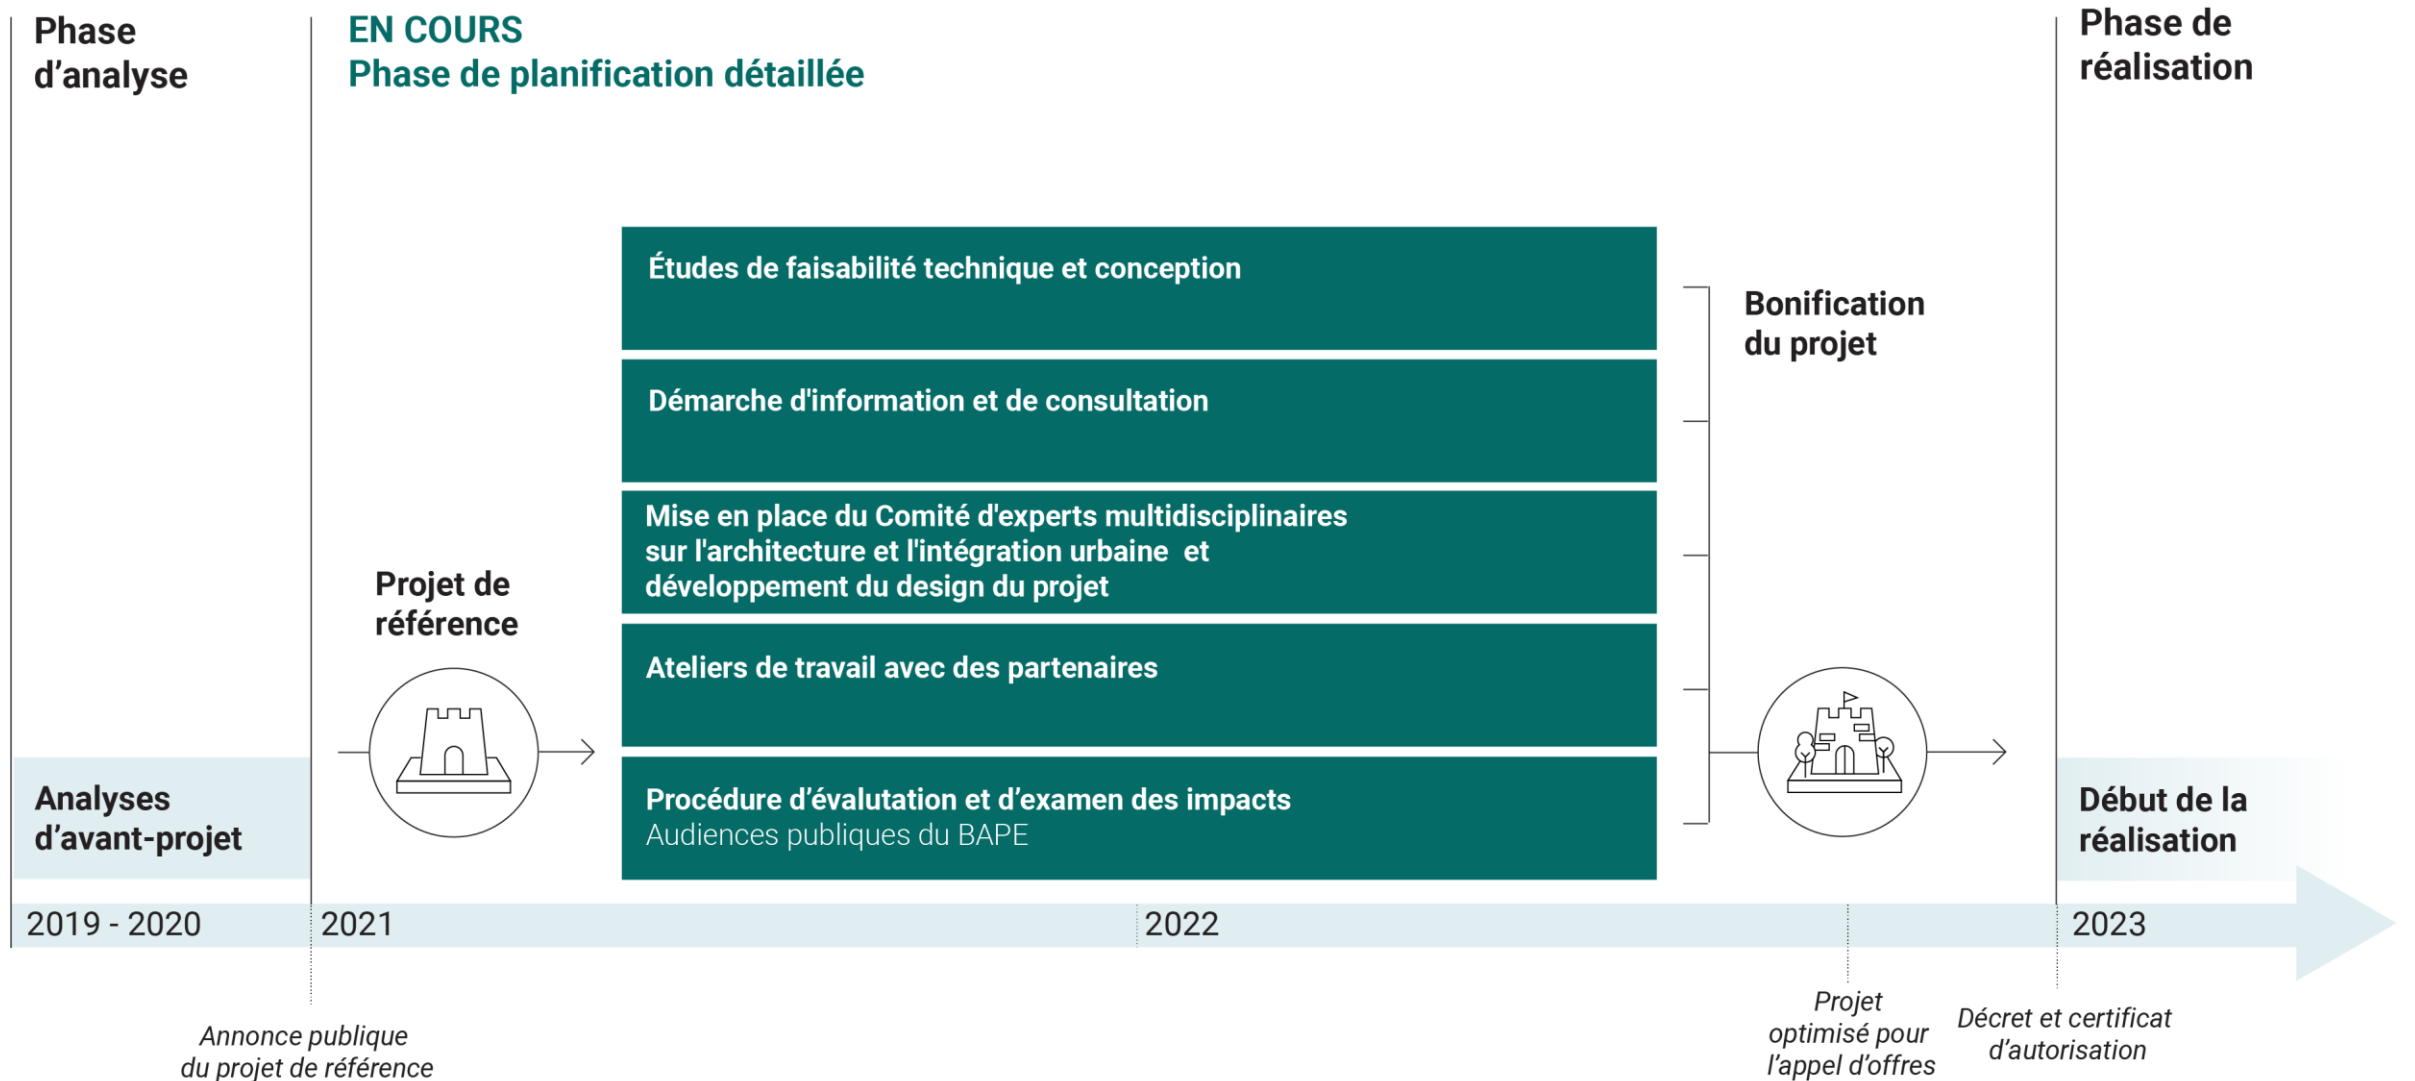 Phase
d'analyse
EN COURS
Phase de planification détaillée
Phase de
réalisation
Études de faisabilité technique et conception
Démarche d'information et de consultation
Mise en place du Comité d'experts multidisciplinaires
sur l'architecture et l'intégration urbaine et
développement du design du projet
Ateliers de travail avec des partenaires
Procédure d’évalutation et d’examen des impacts
Audiences publiques du BAPE
Bonification
du projet
Projet de
référence
Analyses
d’avant-projet
Début de la
réalisation
2019 - 2020
2021
2022
2023
Annonce publique
du projet de référence
Projet
optimisé pour
l’appel d’offres
Décret et certificat
d’autorisation